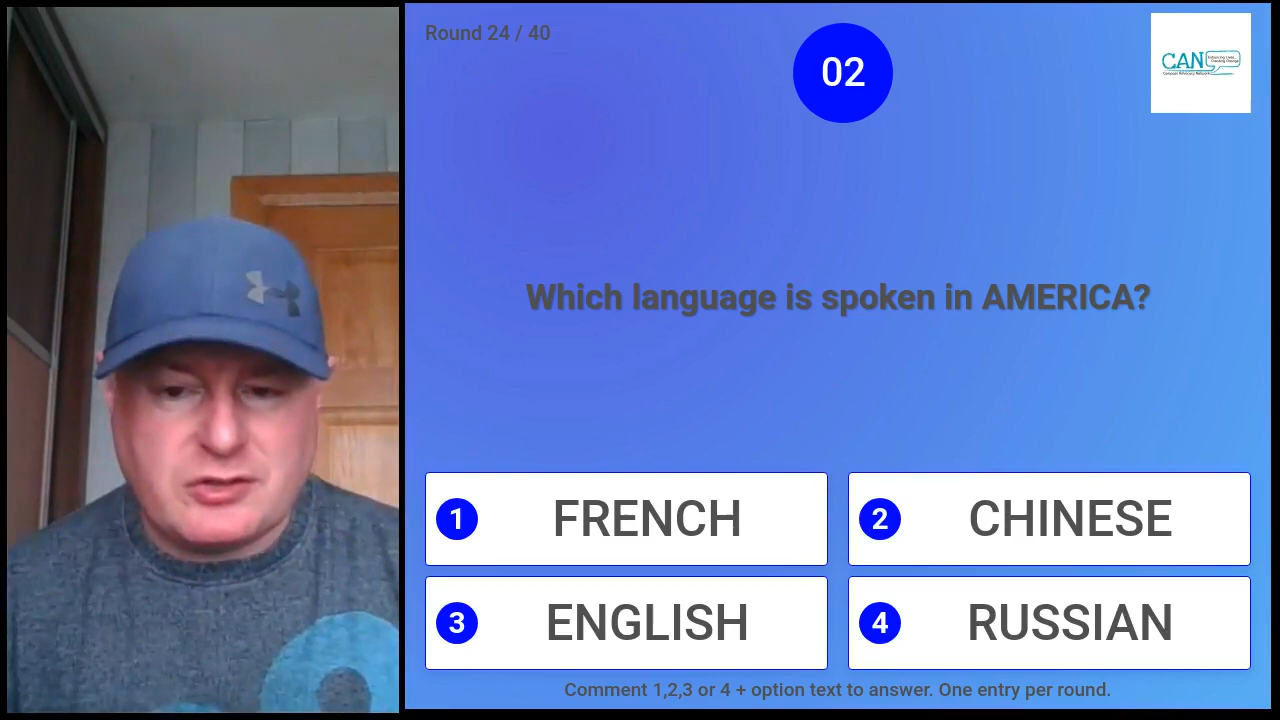 Round 24 / 40
02
CAN
Which language is spoken in AMERICA?
1 FRENCH
2 CHINESE
3 ENGLISH
4 RUSSIAN
Comment 1,2,3 or 4 + option text to answer. One entry per round.